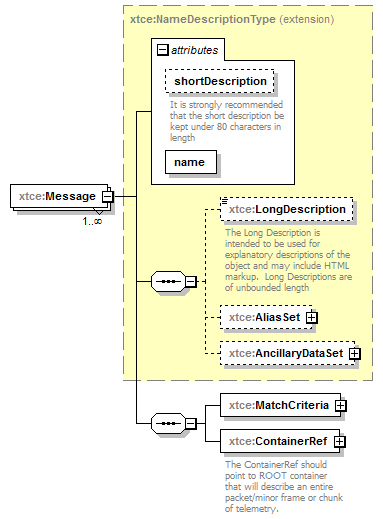 xtce:NameDescriptionType (extension)
attributes
shortDescription
It is strongly recommended
that the short description be
kept under 80 characters in
length
name
xtce:Message
1..∞
xtce:LongDescription
The Long Description is
intended to be used for
explanatory descriptions of the
object and may include HTML
markup.  Long Descriptions are
of unbounded length
xtce:AliasSet
xtce:AncillaryDataSet
xtce:MatchCriteria
xtce:ContainerRef
The ContainerRef should
point to ROOT container
that will describe an entire
packet/minor frame or chunk
of telemetry.